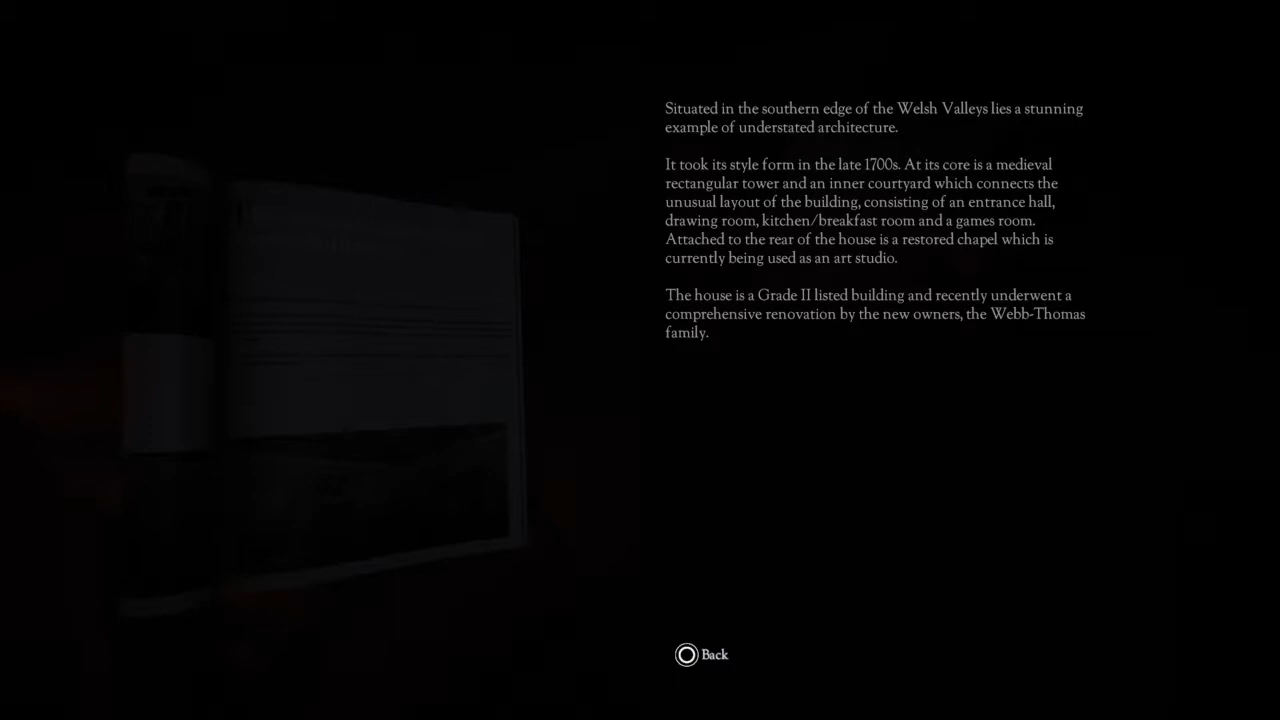 Situated in the southern edge of the Welsh Valleys lies a stunning
example of understated architecture.
It took its style form in the late 1700s. At its core is a medieval
rectangular tower and an inner courtyard which connects the
unusual layout of the building, consisting of an entrance hall,
drawing room, kitchen/breakfast room and a games room.
Attached to the rear of the house is a restored chapel which is
currently being used as an art studio.
The house is a Grade II listed building and recently underwent a
comprehensive renovation by the new owners, the Webb-Thomas
family.
Back